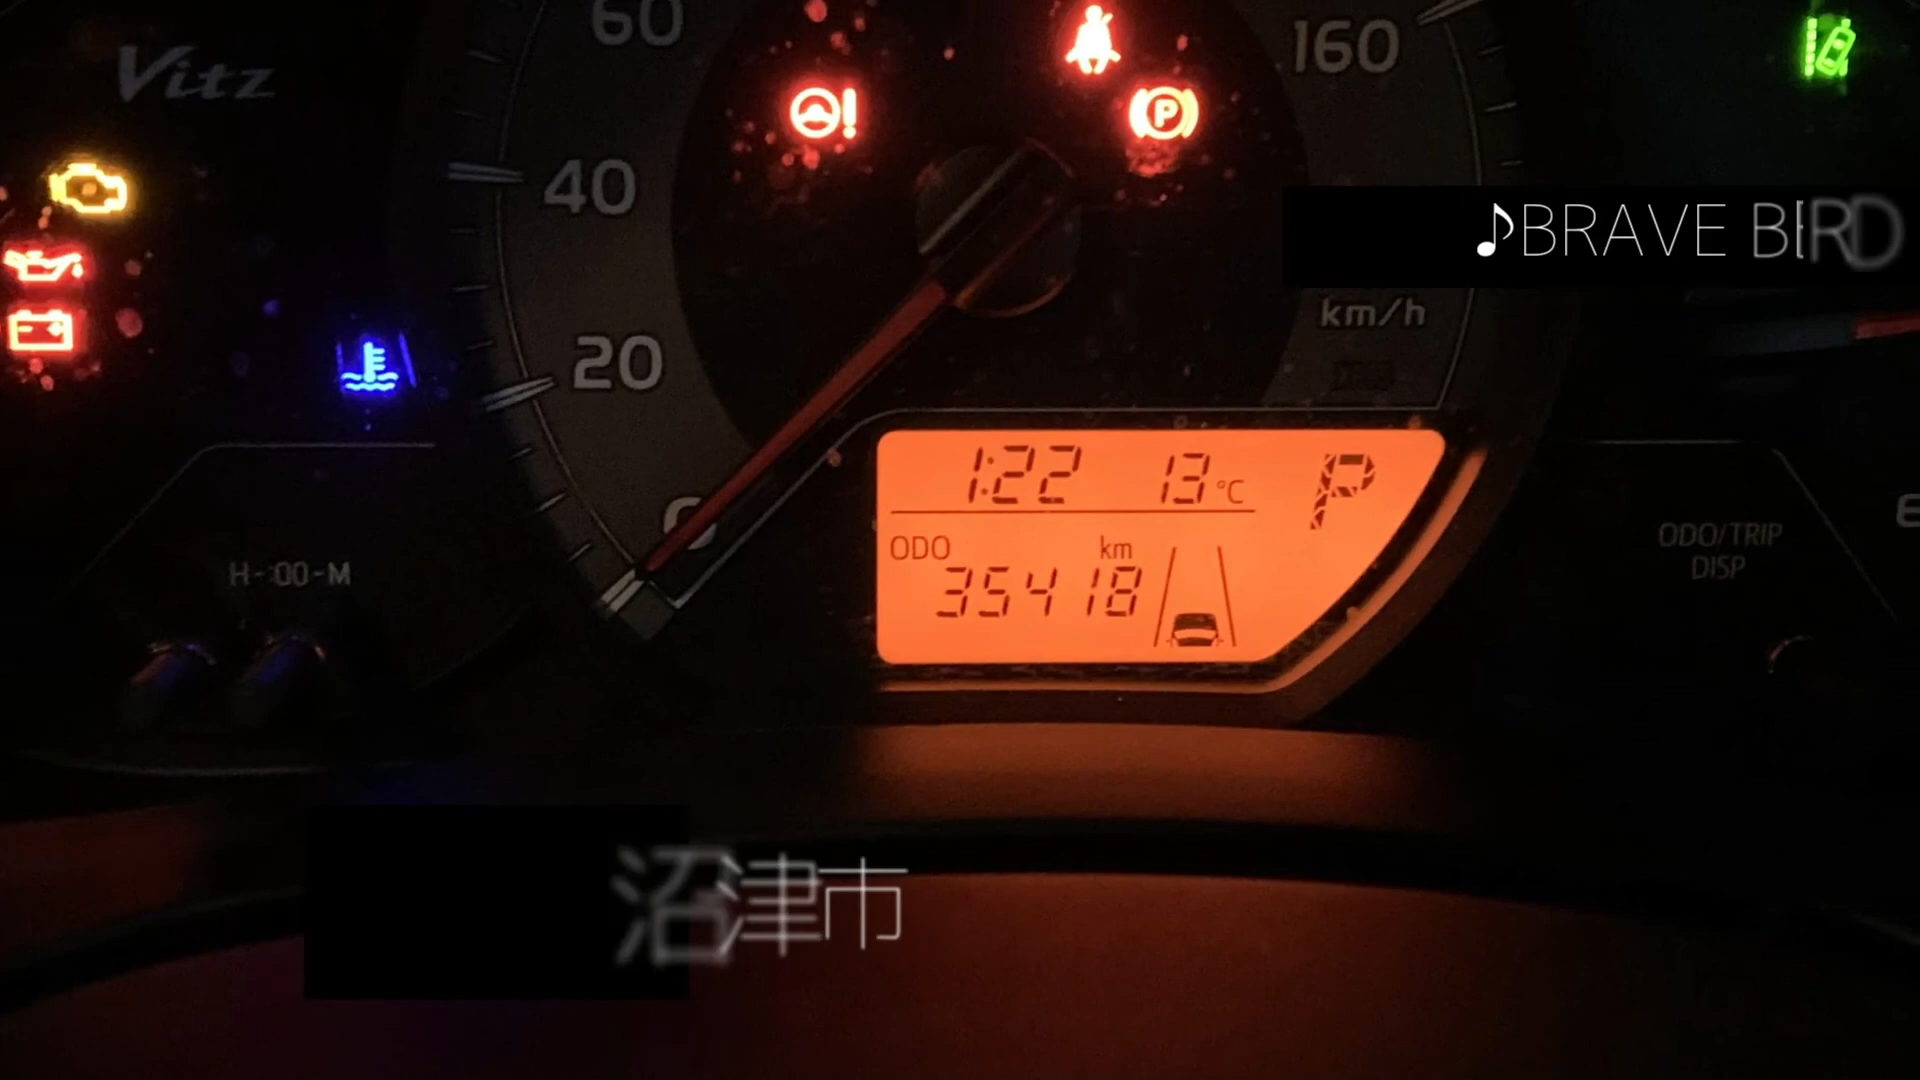 Vitz
60
160
40
♪BRAVE BIRD
km/h
20
1:22 13°C P
0
ODO km
35418
H-:00-M
ODO/TRIP
DISP
沼津市